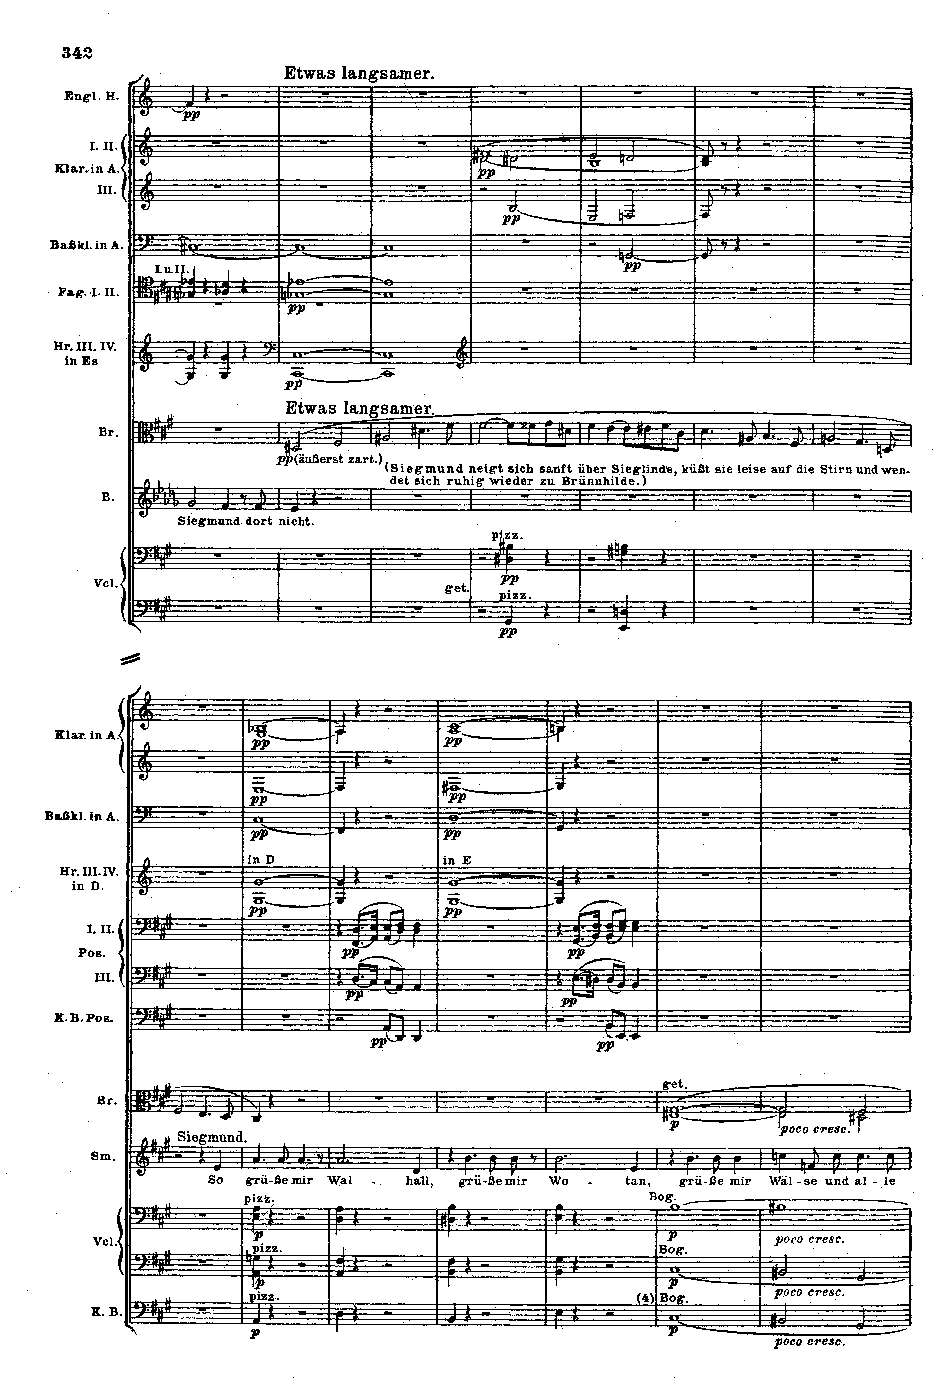 342
Etwas langsamer.
Engl. H.
pp
I. II.
Klar. in A.
pp
III.
pp
Baßkl. in A.
pp
I. u. II.
Fag. I. II.
pp
Hr. III. IV.
in Es
pp
Etwas langsamer.
Br.
pp (äußerst zart.)
(Siegmund neigt sich sanft über Sieglinde, küßt sie leise auf die Stirn und wen-
det sich ruhig wieder zu Brünnhilde.)
B.
Siegmund dort nicht.
pizz.
pp
Vcl.
get.
pizz.
pp
Klar. in A
pp pp
pp pp
Baßkl. in A.
pp pp
in D in E
Hr. III. IV.
in D.
pp pp
I. II.
pp pp
Pos.
III.
pp pp
K. B. Pos.
pp pp
get.
Br.
p poco cresc.
Siegmund.
Sm.
So grü-ße mir Wal - hall, grü-ße mir Wo - tan, grü-ße mir Wäl-se und al-le
pizz. Bog.
p p poco cresc.
Vcl.
pizz. Bog.
p p poco cresc.
pizz. (4) Bog.
K. B.
p p poco cresc.